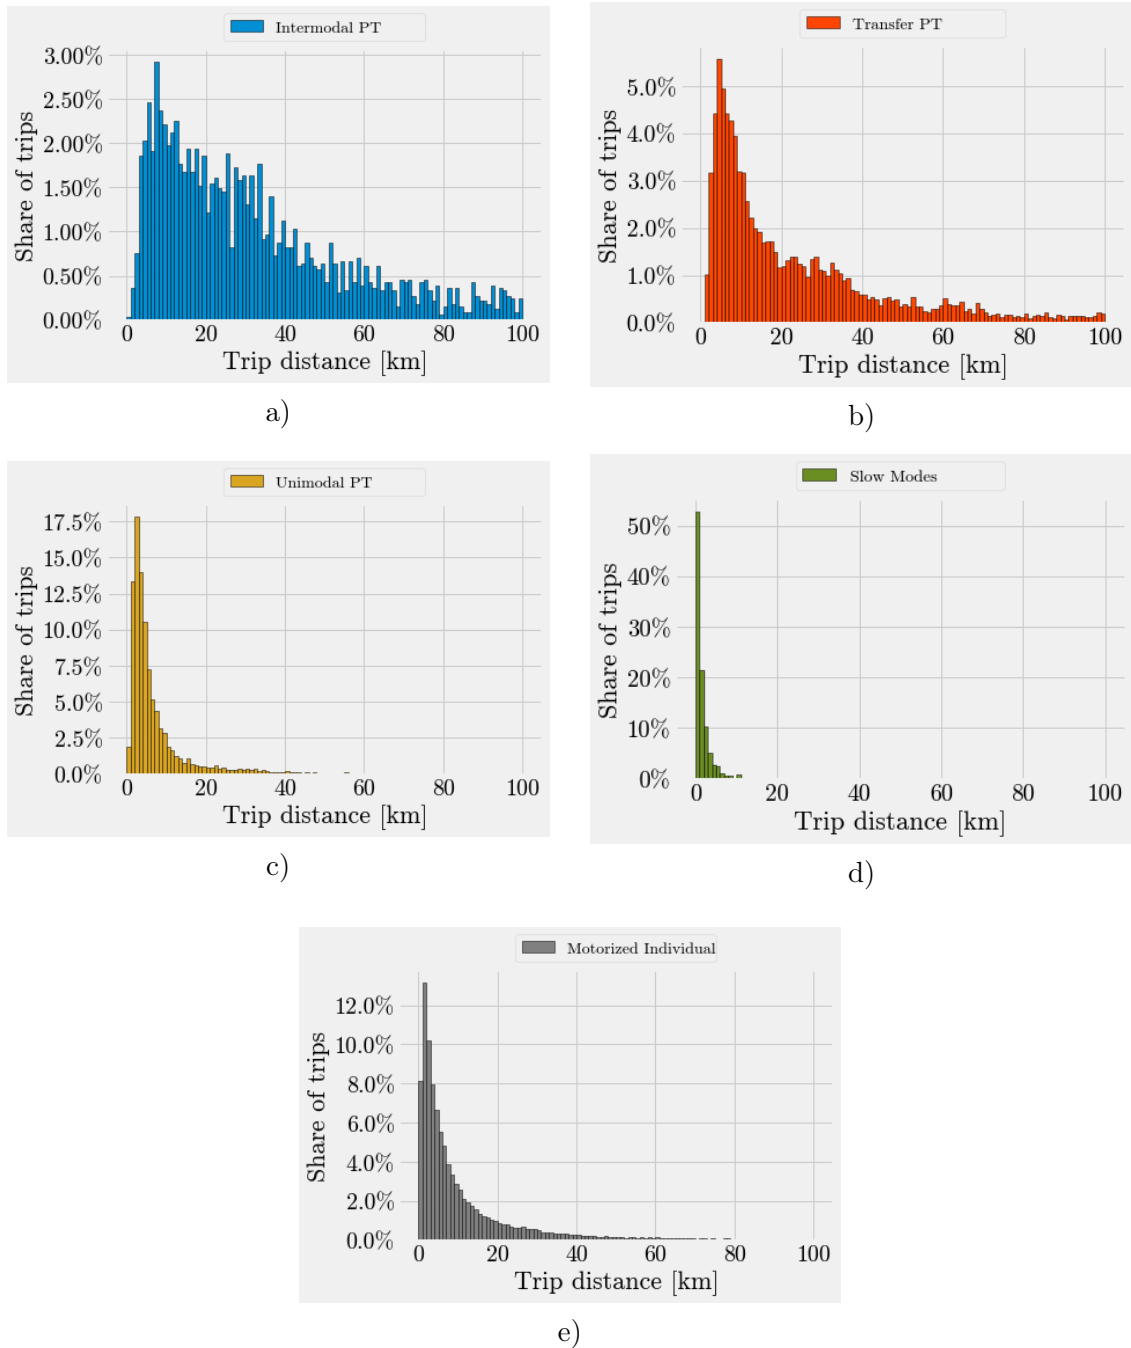 Intermodal PT
3.00%
2.50%
2.00%
1.50%
1.00%
0.50%
0.00%
Share of trips
0 20 40 60 80 100
Trip distance [km]
a)
Transfer PT
5.0%
4.0%
3.0%
2.0%
1.0%
0.0%
Share of trips
0 20 40 60 80 100
Trip distance [km]
b)
Unimodal PT
17.5%
15.0%
12.5%
10.0%
7.5%
5.0%
2.5%
0.0%
Share of trips
0 20 40 60 80 100
Trip distance [km]
c)
Slow Modes
50%
40%
30%
20%
10%
0%
Share of trips
0 20 40 60 80 100
Trip distance [km]
d)
Motorized Individual
12.0%
10.0%
8.0%
6.0%
4.0%
2.0%
0.0%
Share of trips
0 20 40 60 80 100
Trip distance [km]
e)